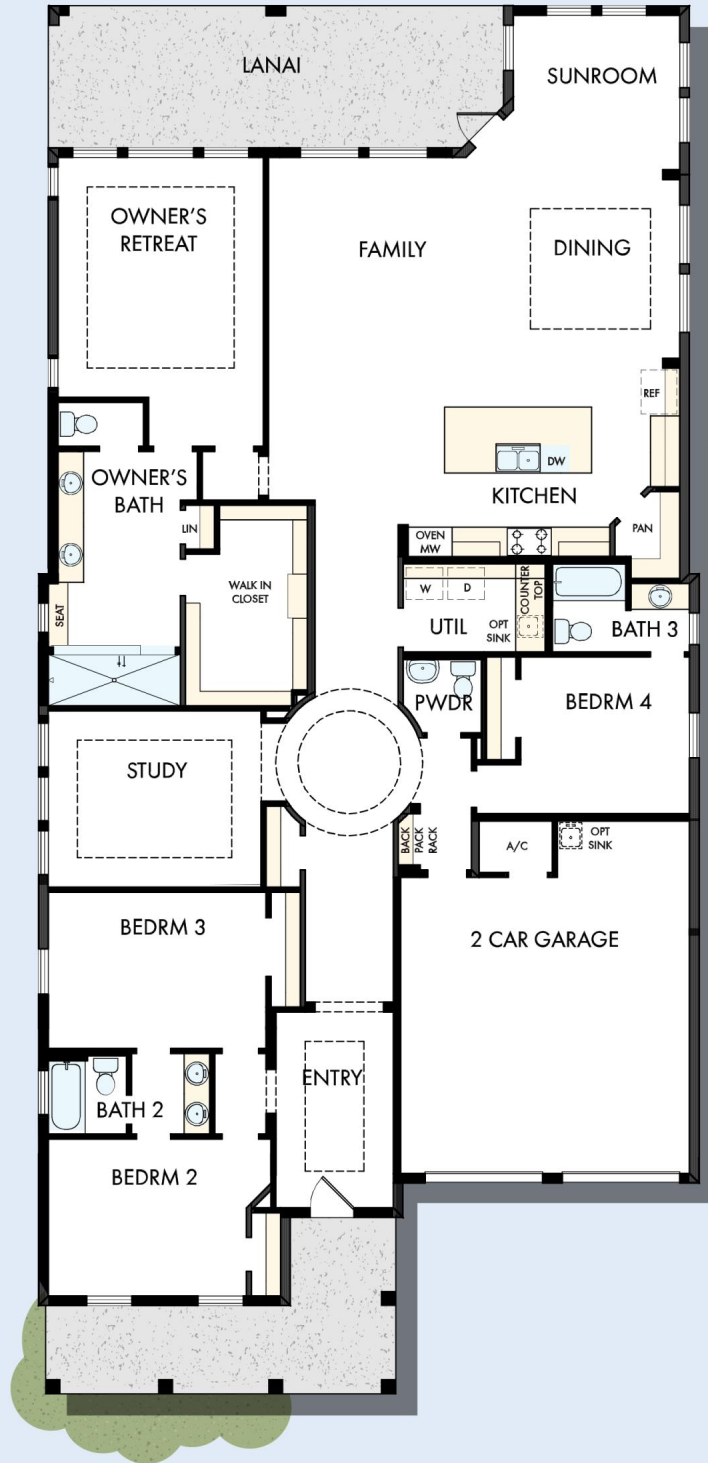 LANAI
SUNROOM
OWNER'S
RETREAT
FAMILY
DINING
REF
OWNER'S
BATH
DW
KITCHEN
LIN
PAN
OVEN
MW
WALK IN
CLOSET
W
D
COUNTER
TOP
SEAT
UTIL
OPT
SINK
BATH 3
PWDR
BEDRM 4
STUDY
BACK
PACK
RACK
A/C
OPT
SINK
BEDRM 3
2 CAR GARAGE
ENTRY
BATH 2
BEDRM 2